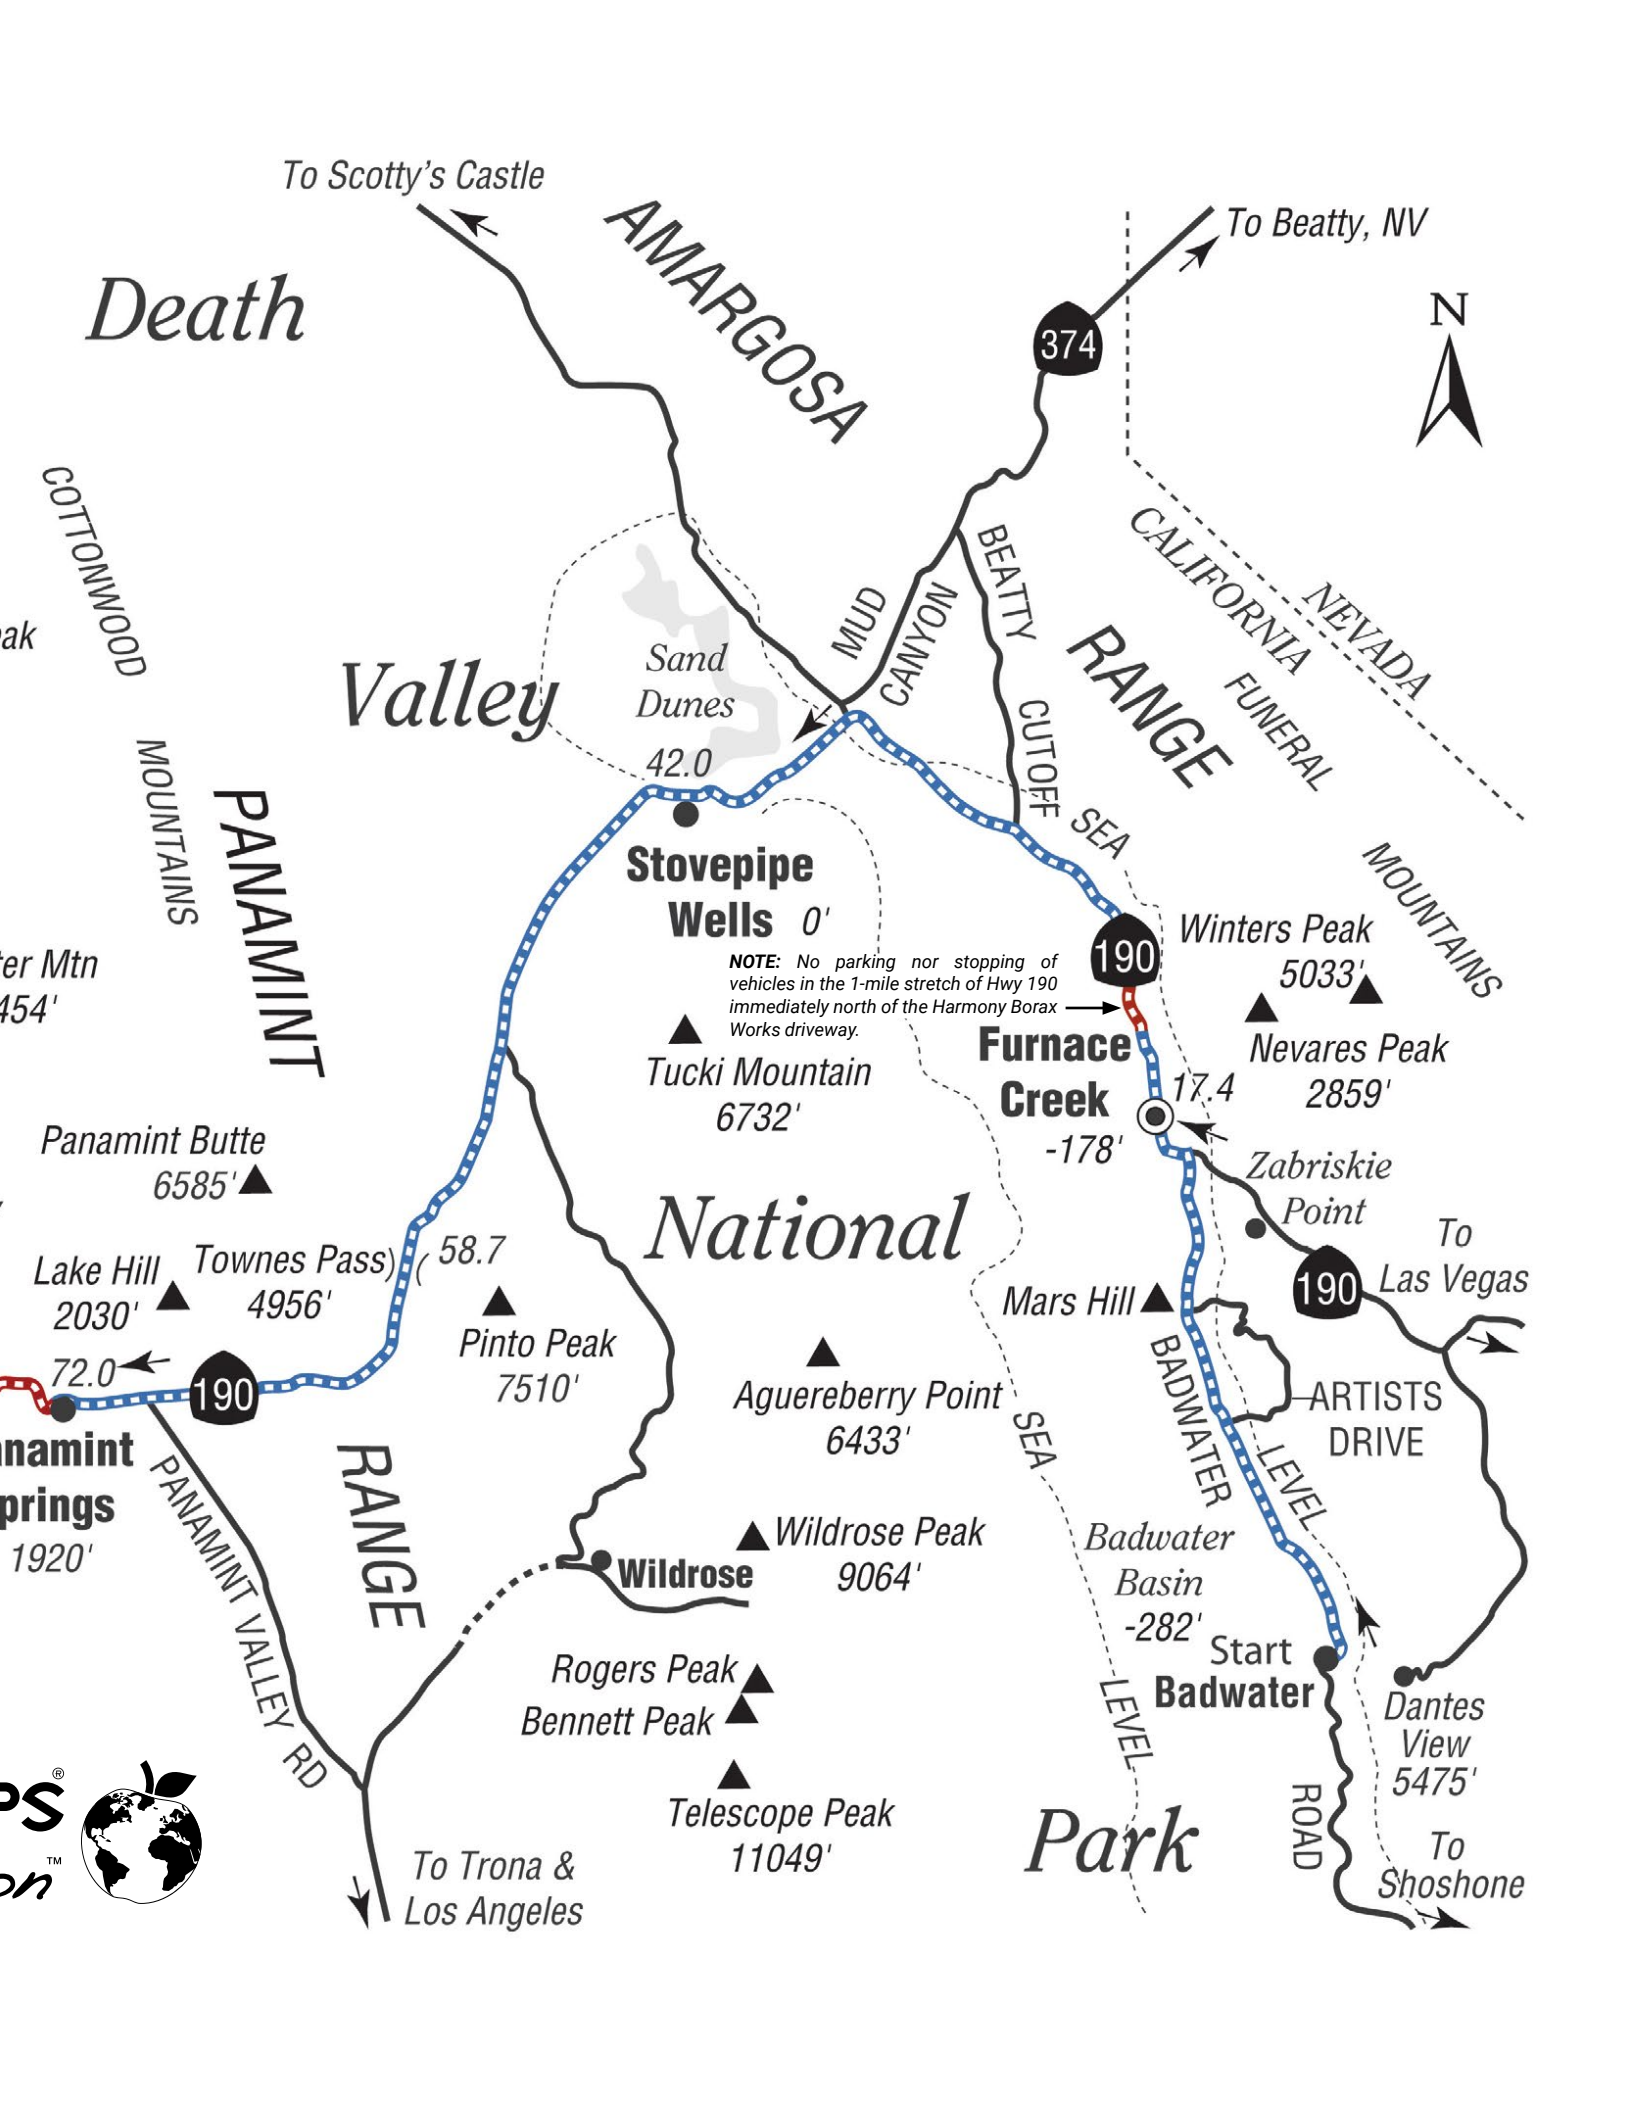 To Scotty's Castle
AMARGOSA
To Beatty, NV
Death
374
N
COTTONWOOD
MOUNTAINS
BEATTY
CUTOFF
CALIFORNIA
NEVADA
MUD
CANYON
RANGE
FUNERAL
MOUNTAINS
Valley
Sand
Dunes
42.0
PANAMINT
RANGE
SEA
LEVEL
Stovepipe
Wells 0'
190
Winters Peak
5033'
ter Mtn
454'
NOTE: No parking nor stopping of
vehicles in the 1-mile stretch of Hwy 190
immediately north of the Harmony Borax
Works driveway.
Furnace
Creek
-178'
17.4
Nevares Peak
2859'
Tucki Mountain
6732'
Panamint Butte
6585'
Zabriskie
Point
National
To
Las Vegas
190
Lake Hill
2030'
Townes Pass) (
4956'
58.7
Mars Hill
Pinto Peak
7510'
72.0
190
Aguereberry Point
6433'
BADWATER
ROAD
ARTISTS
DRIVE
SEA
LEVEL
anamint
prings
1920'
PANAMINT VALLEY RD
Wildrose Peak
9064'
Wildrose
Badwater
Basin
-282'
Start
Badwater
Rogers Peak
Bennett Peak
Dantes
View
5475'
Telescope Peak
11049'
Park
PS®
on™
To Trona &
Los Angeles
To
Shoshone
eak